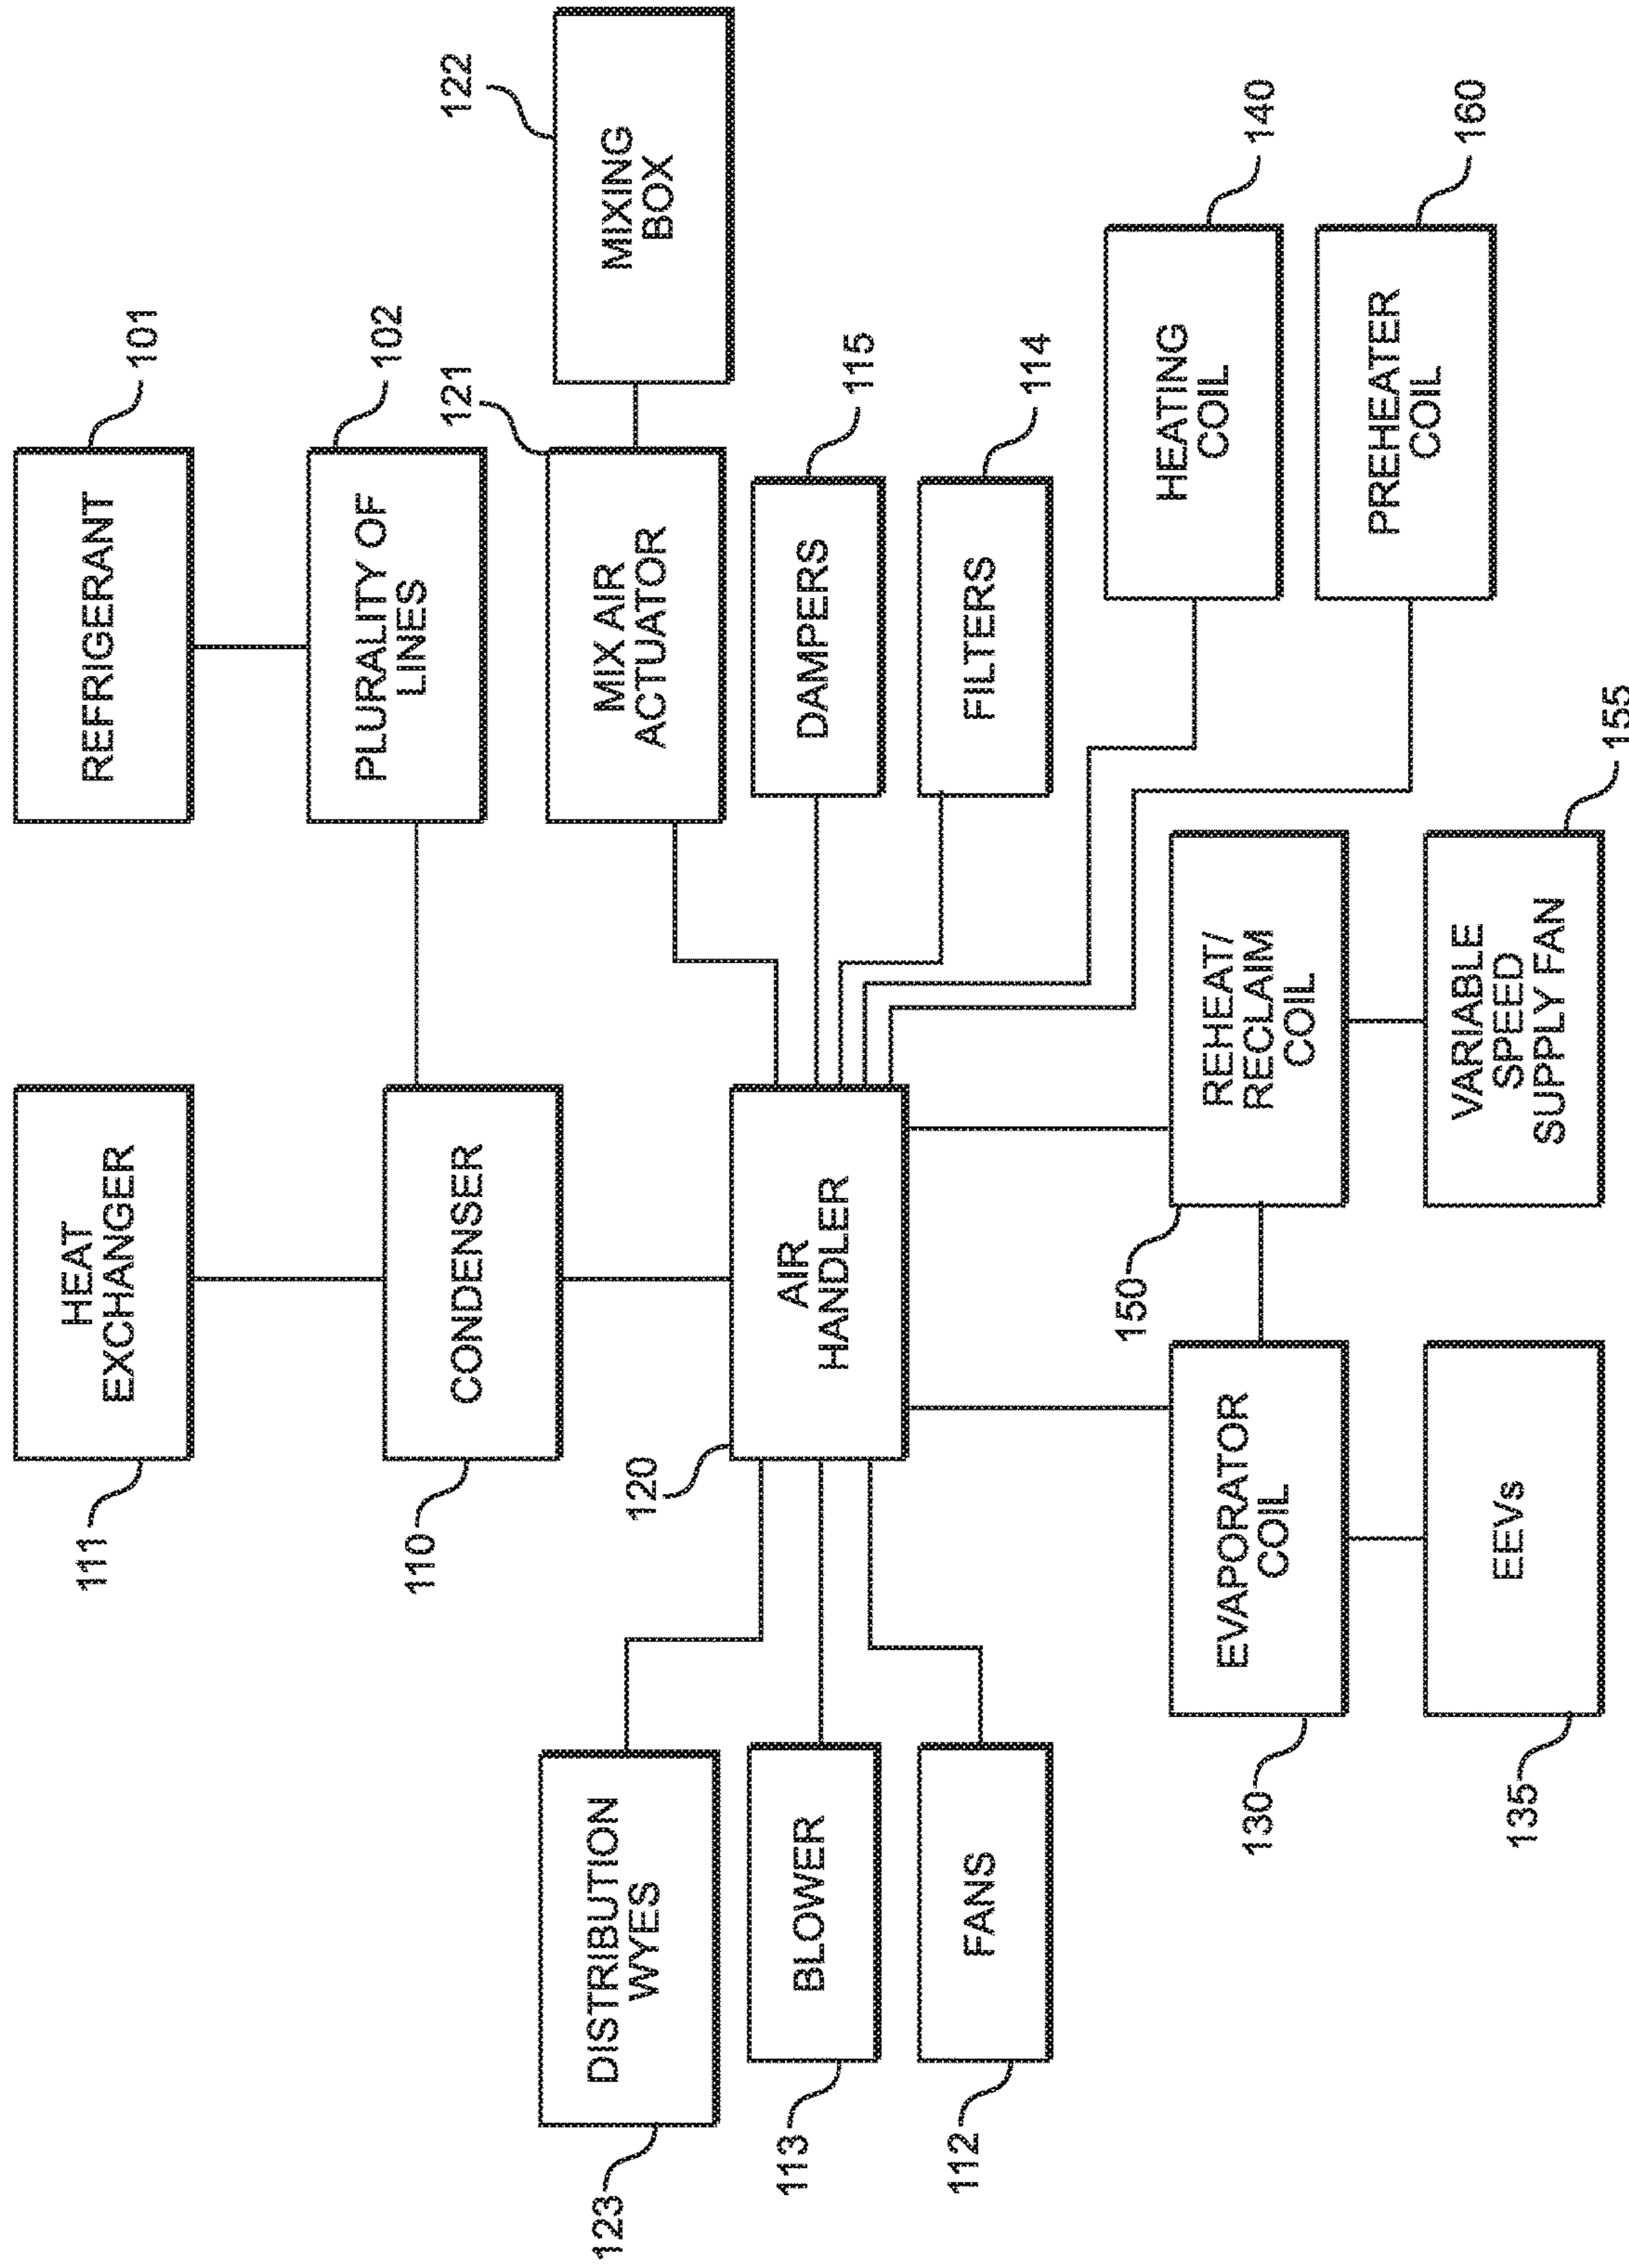 111
HEAT
EXCHANGER
REFRIGERANT
101
110
CONDENSER
PLURALITY OF
LINES
102
123
DISTRIBUTION
WYES
120
AIR
HANDLER
MIX AIR
ACTUATOR
121
MIXING
BOX
122
113
BLOWER
DAMPERS
115
112
FANS
FILTERS
114
130
EVAPORATOR
COIL
150
REHEAT/
RECLAIM
COIL
HEATING
COIL
140
135
EEVs
VARIABLE
SPEED
SUPPLY FAN
155
PREHEATER
COIL
160